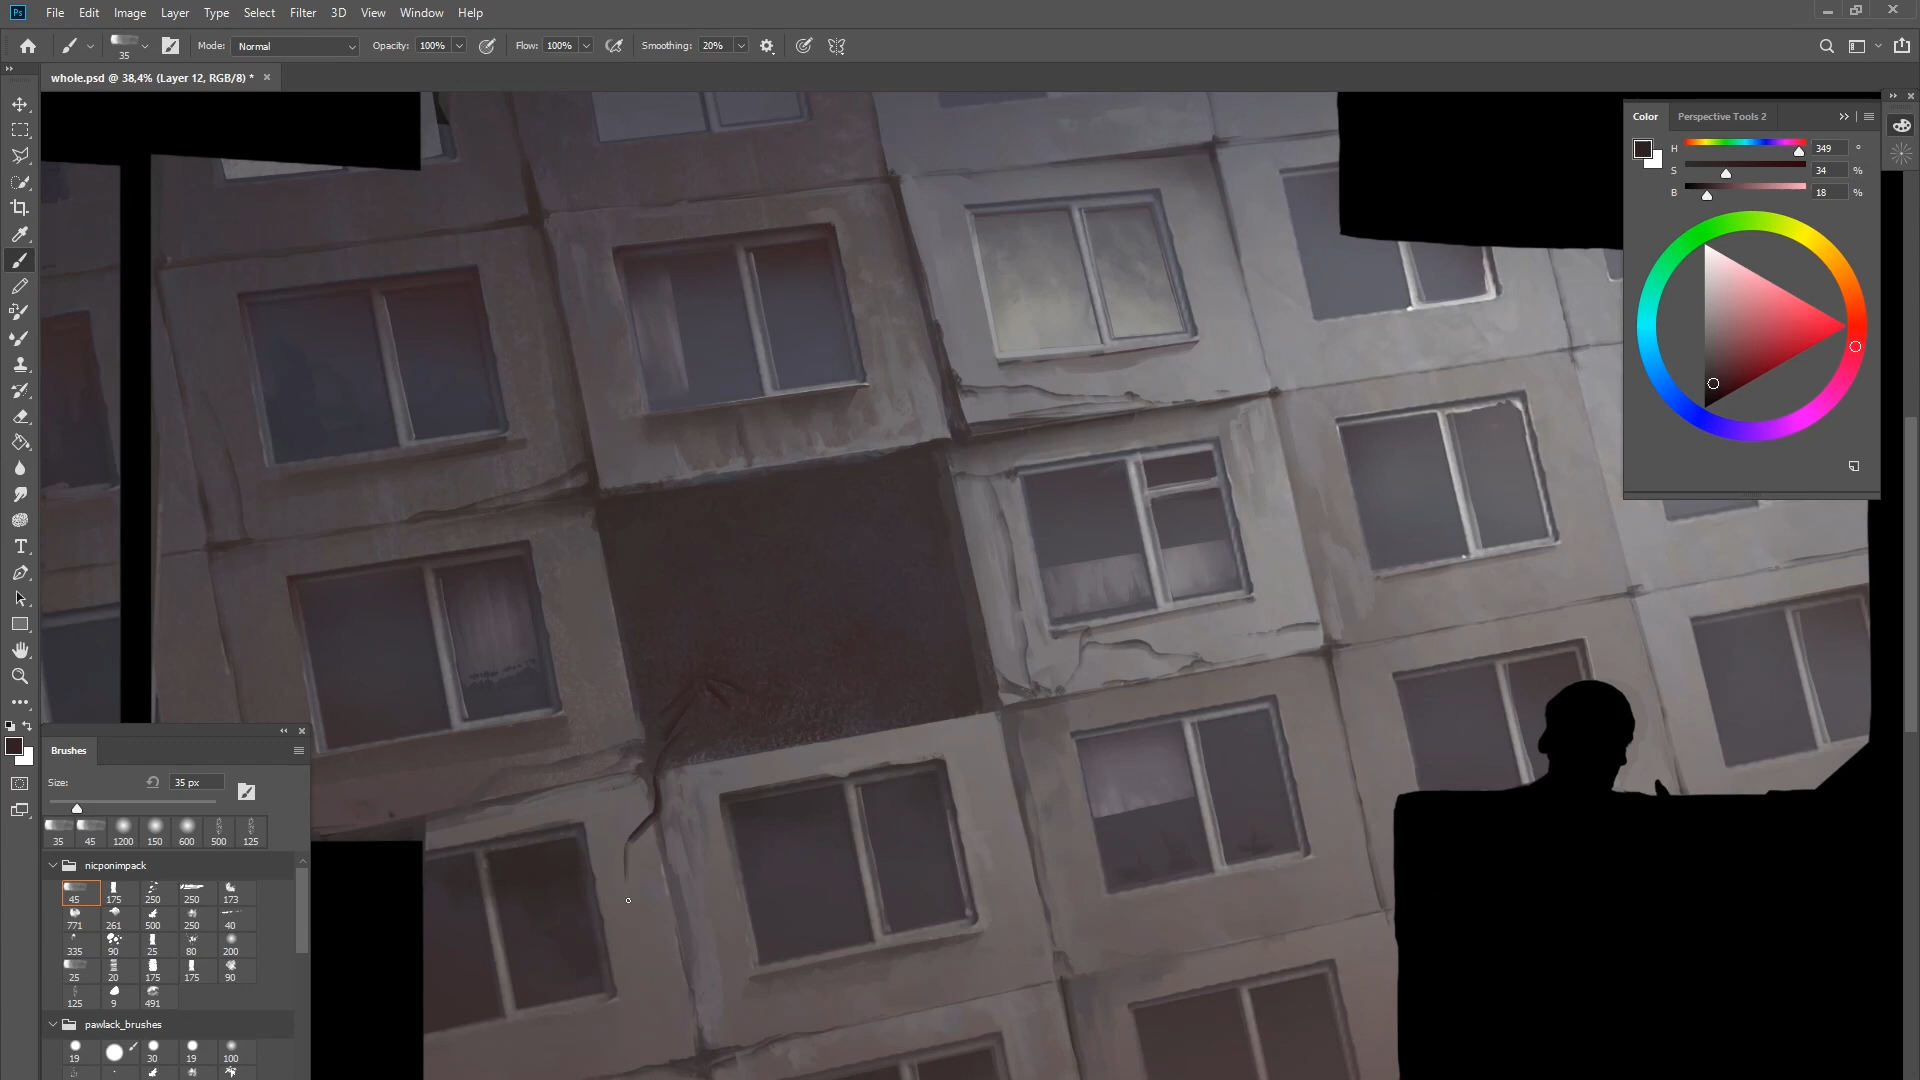 Ps File Edit Image Layer Type Select Filter 3D View Window Help
35 Mode: Normal Opacity: 100% Flow: 100% Smoothing: 20%
whole.psd @ 38,4% (Layer 12, RGB/8) * ×
Color Perspective Tools 2
H 349 °
S 34 %
B 18 %
Brushes
Size: 35 px
35 45 1200 150 600 500 125
nicponimpack
45 175 250 250 173
771 261 500 250 40
335 90 25 80 200
25 20 175 175 90
125 9 491
pawlack_brushes
19 30 19 100